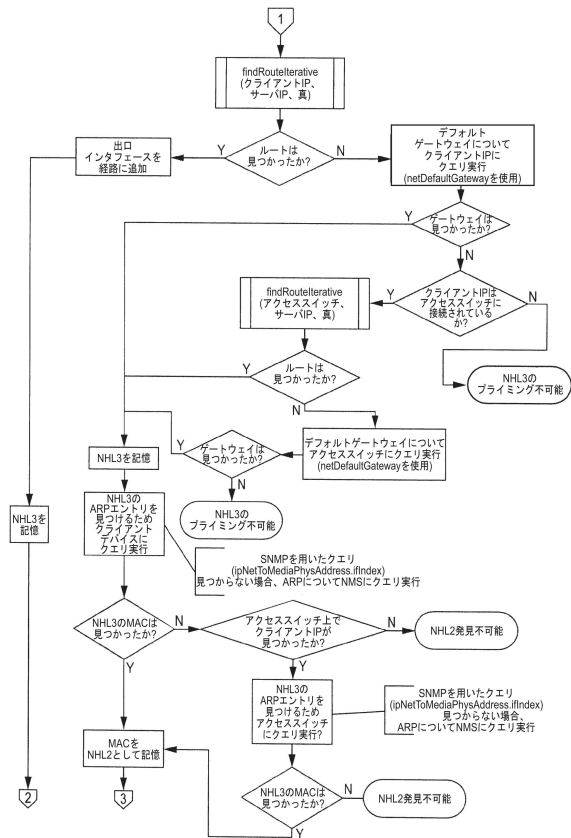 1
findRouteIterative
(クライアントIP、
サーバIP、真)
ルートは
見つかったか?
Y
N
出口
インタフェースを
経路に追加
デフォルト
ゲートウェイについて
クライアントIPに
クエリ実行
(netDefaultGatewayを使用)
ゲートウェイは
見つかったか?
Y
N
クライアントIPは
アクセススイッチに
接続されている
か?
Y
N
findRouteIterative
(アクセススイッチ、
サーバIP、真)
NHL3の
プライミング不可能
ルートは
見つかったか?
Y
N
デフォルトゲートウェイについて
アクセススイッチにクエリ実行
(netDefaultGatewayを使用)
ゲートウェイは
見つかったか?
Y
N
NHL3を記憶
NHL3の
プライミング不可能
NHL3を
記憶
NHL3の
ARPエントリを
見つけるため
クライアント
デバイスに
クエリ実行
SNMPを用いたクエリ
(ipNetToMediaPhysAddress.ifIndex)
見つからない場合、ARPについてNMSにクエリ実行
NHL3のMACは
見つかったか?
N
Y
アクセススイッチ上で
クライアントIPが
見つかったか?
N
Y
NHL2発見不可能
NHL3の
ARPエントリを
見つけるため
アクセススイッチ
にクエリ実行?
SNMPを用いたクエリ
(ipNetToMediaPhysAddress.ifIndex)
見つからない場合、
ARPについてNMSにクエリ実行
MACを
NHL2として記憶
NHL3のMACは
見つかったか?
N
Y
NHL2発見不可能
2
3